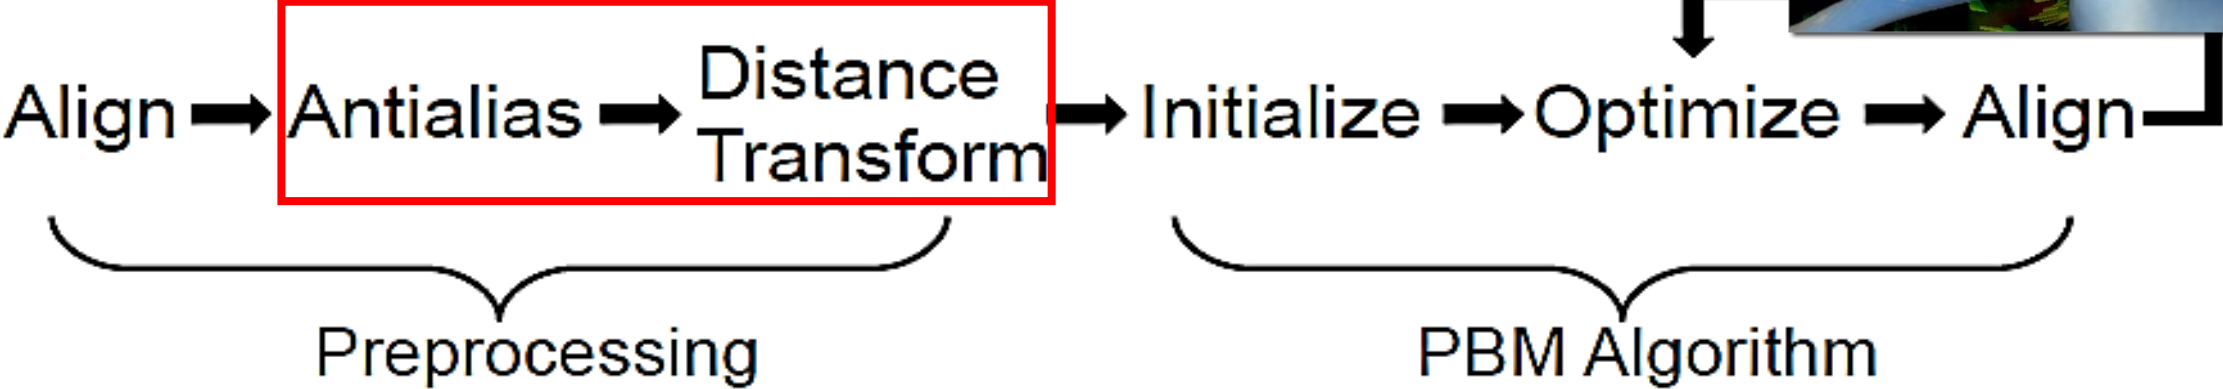 Align
Antialias
Distance
Transform
Initialize
Optimize
Align
Preprocessing
PBM Algorithm